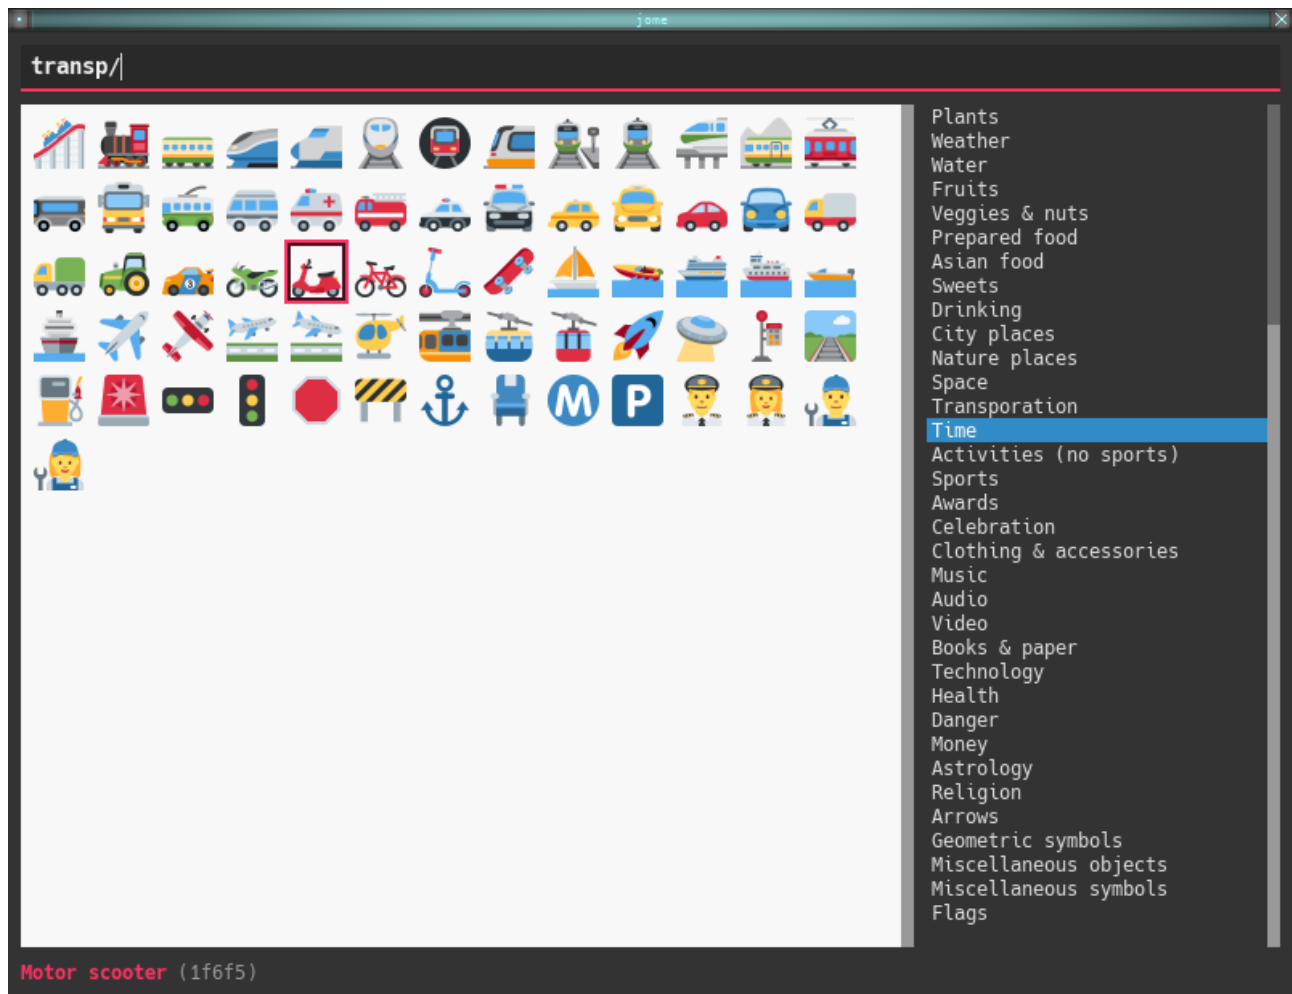 jome
transp/
3
M P
Plants
Weather
Water
Fruits
Veggies & nuts
Prepared food
Asian food
Sweets
Drinking
City places
Nature places
Space
Transporation
Time
Activities (no sports)
Sports
Awards
Celebration
Clothing & accessories
Music
Audio
Video
Books & paper
Technology
Health
Danger
Money
Astrology
Religion
Arrows
Geometric symbols
Miscellaneous objects
Miscellaneous symbols
Flags
Motor scooter (1f6f5)